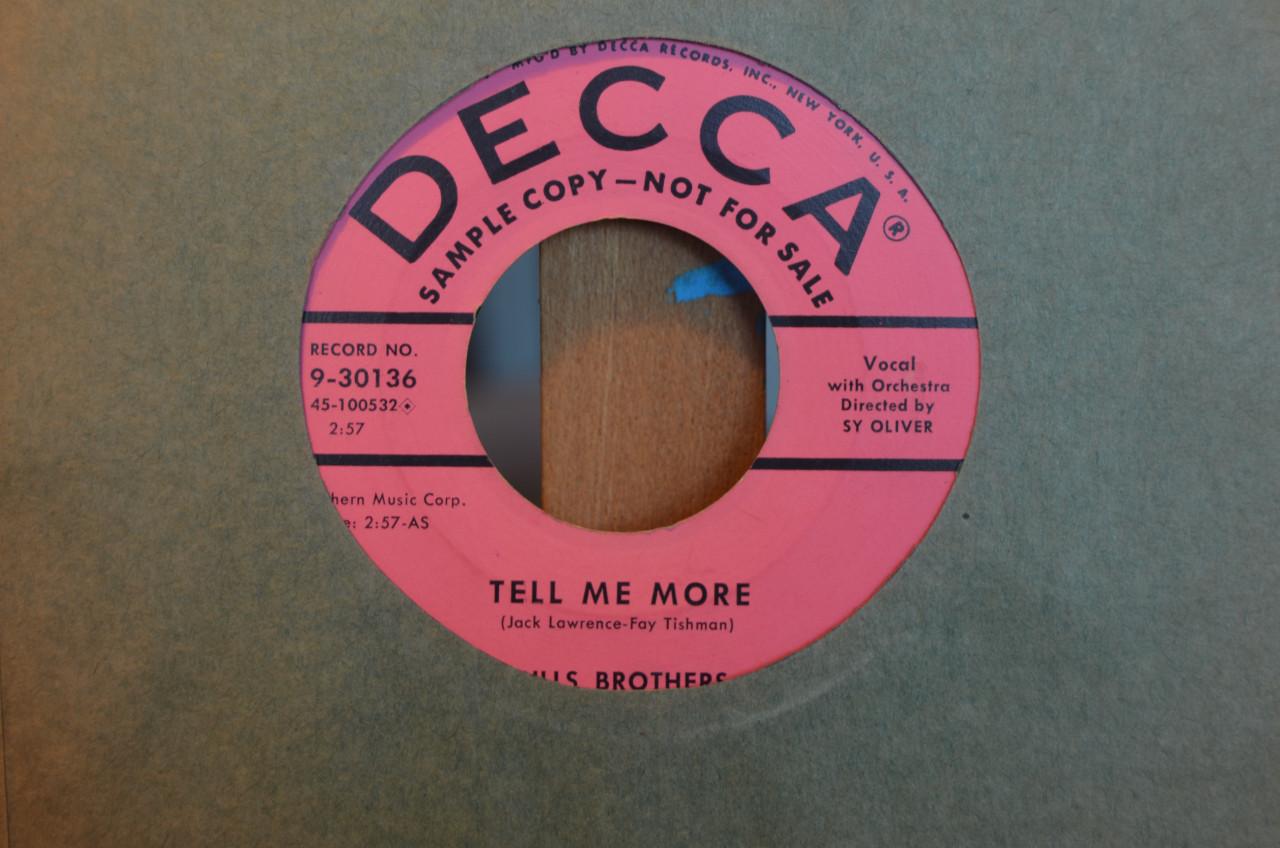 MFG'D BY DECCA RECORDS, INC., NEW YORK, U. S. A.
DECCA®
SAMPLE COPY—NOT FOR SALE
RECORD NO.
9-30136
45-100532
2:57
Vocal
with Orchestra
Directed by
SY OLIVER
Music Corp.
2:57-AS
TELL ME MORE
(Jack Lawrence-Fay Tishman)
BROTHERS